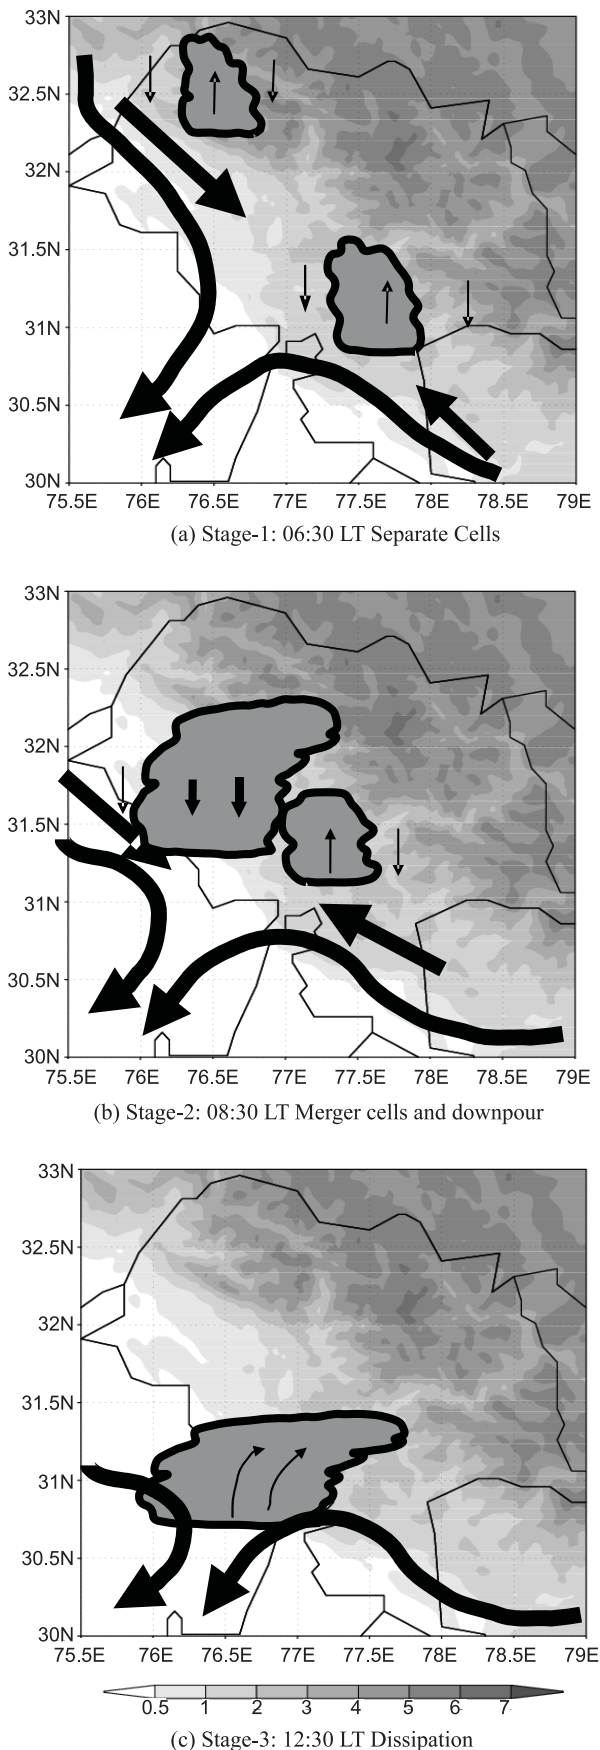 33N
32.5N
32N
31.5N
31N
30.5N
30N
75.5E 76E 76.5E 77E 77.5E 78E 78.5E 79E
(a) Stage-1: 06:30 LT Separate Cells
33N
32.5N
32N
31.5N
31N
30.5N
30N
75.5E 76E 76.5E 77E 77.5E 78E 78.5E 79E
(b) Stage-2: 08:30 LT Merger cells and downpour
33N
32.5N
32N
31.5N
31N
30.5N
30N
75.5E 76E 76.5E 77E 77.5E 78E 78.5E 79E
0.5 1 2 3 4 5 6 7
(c) Stage-3: 12:30 LT Dissipation